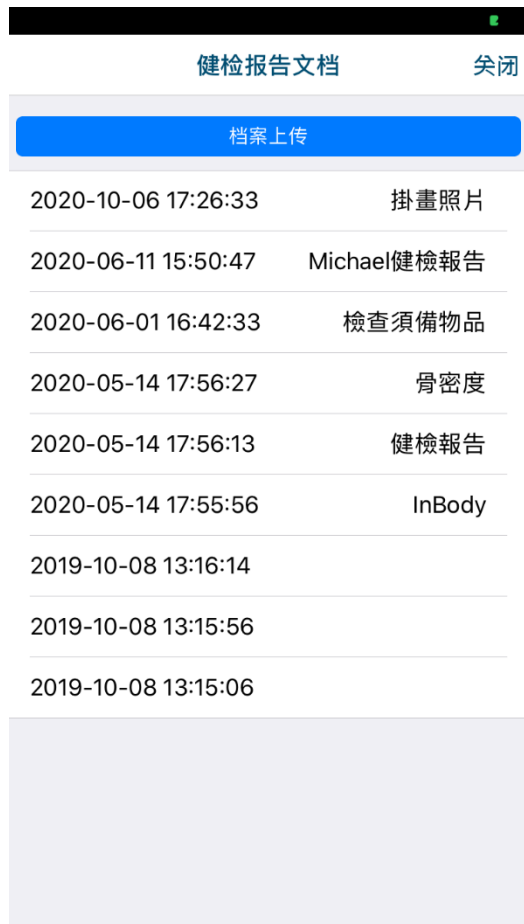 健检报告文档 关闭
档案上传
2020-10-06 17:26:33 掛畫照片
2020-06-11 15:50:47 Michael健檢報告
2020-06-01 16:42:33 檢查須備物品
2020-05-14 17:56:27 骨密度
2020-05-14 17:56:13 健檢報告
2020-05-14 17:55:56 InBody
2019-10-08 13:16:14
2019-10-08 13:15:56
2019-10-08 13:15:06